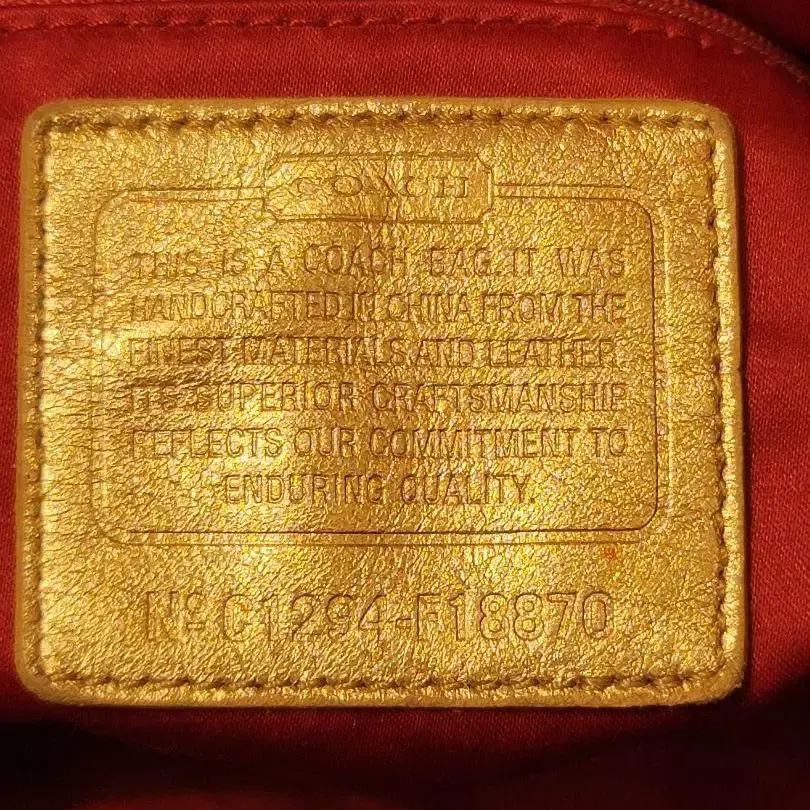 COACH
THIS IS A COACH BAG. IT WAS
HANDCRAFTED IN CHINA FROM THE
FINEST MATERIALS AND LEATHER.
ITS SUPERIOR CRAFTSMANSHIP
REFLECTS OUR COMMITMENT TO
ENDURING QUALITY.
Nº C1294-F18870